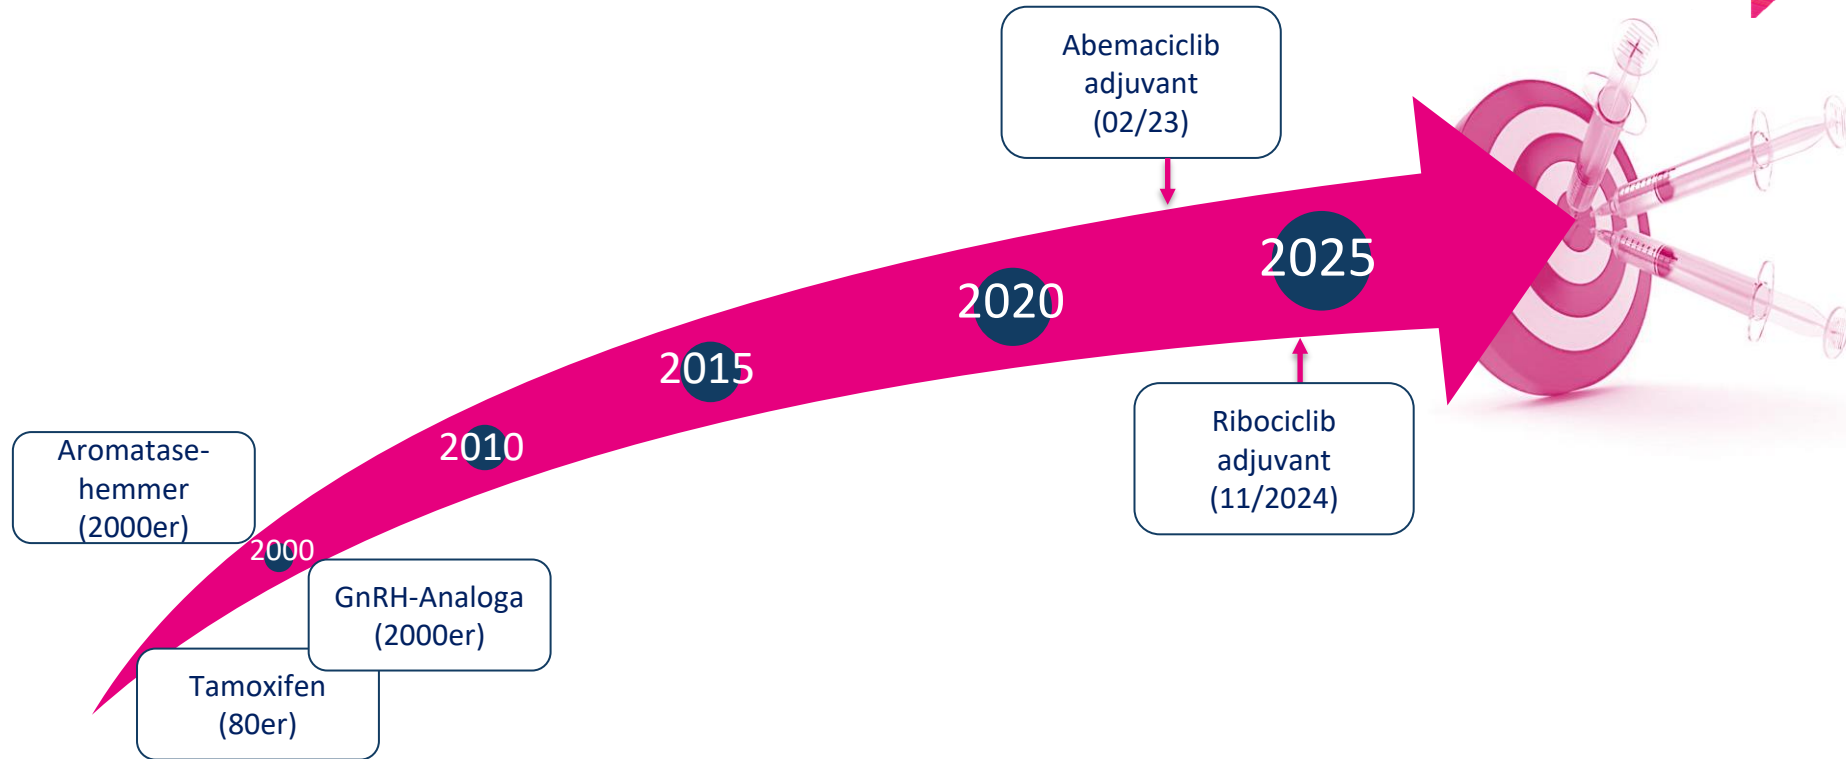 Abemaciclib
adjuvant
(02/23)
2025
2020
2015
2010
2000
Aromatase-
hemmer
(2000er)
GnRH-Analoga
(2000er)
Tamoxifen
(80er)
Ribociclib
adjuvant
(11/2024)